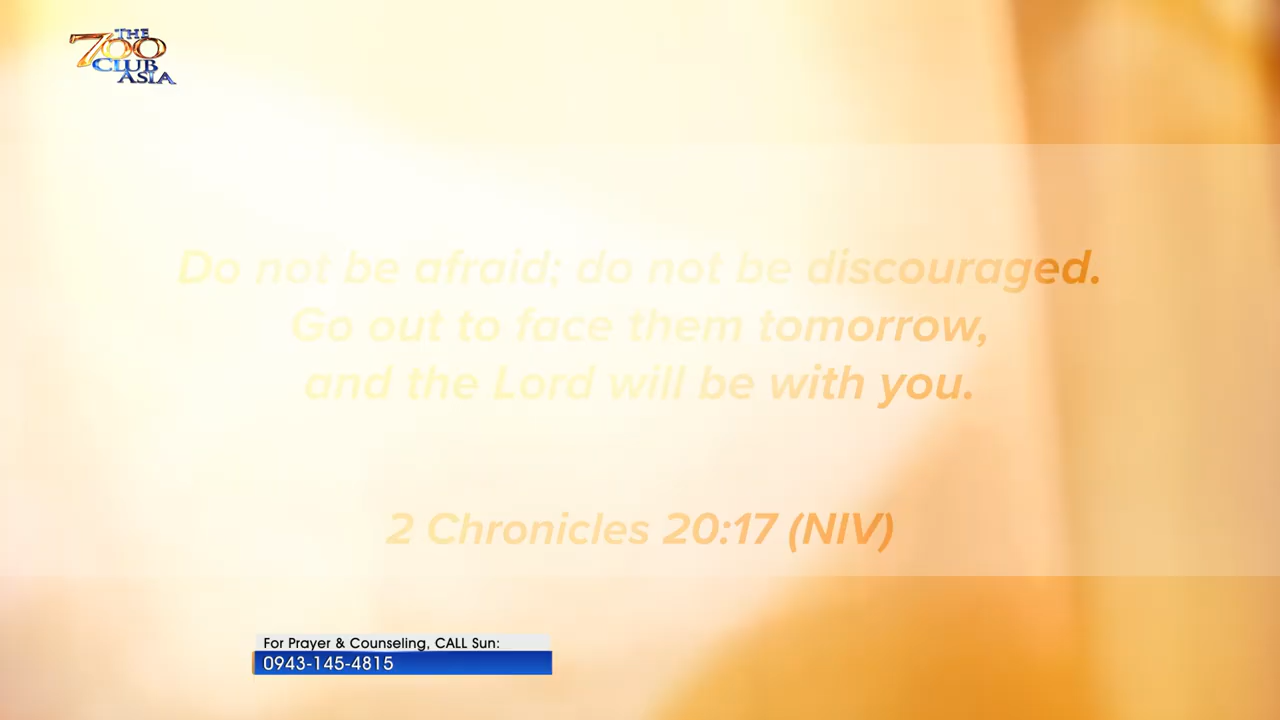 THE
700
CLUB
ASIA
Do not be afraid; do not be discouraged.
Go out to face them tomorrow,
and the Lord will be with you.
2 Chronicles 20:17 (NIV)
For Prayer & Counseling, CALL Sun:
0943-145-4815